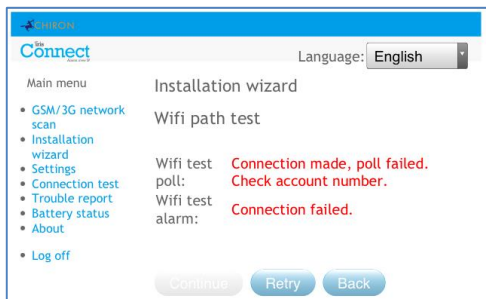 CHIRON
Iris
Connect
Language: English
Main menu
GSM/3G network
scan
Installation
wizard
Settings
Connection test
Trouble report
Battery status
About
Log off
Installation wizard
Wifi path test
Wifi test
poll:
Connection made, poll failed.
Check account number.
Wifi test
alarm:
Connection failed.
Continue
Retry
Back